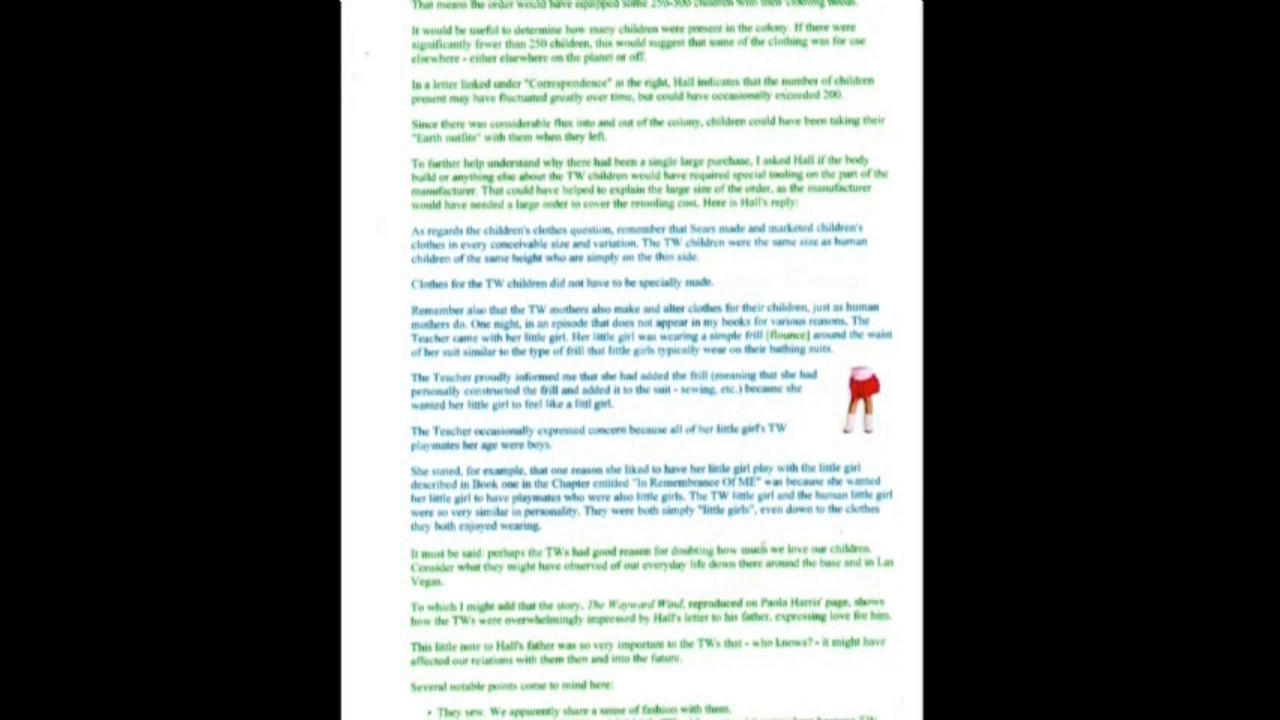 That means the order would have equipped some 250-300 children with their clothing needs.
It would be useful to determine how many children were present in the colony. If there were
significantly fewer than 250 children, this would suggest that some of the clothing was for use
elsewhere - either elsewhere on the planet or off.
In a letter linked under "Correspondence" at the right, Hall indicates that the number of children
present may have fluctuated greatly over time, but could have occasionally exceeded 200.
Since there was considerable flux into and out of the colony, children could have been taking their
"Earth outfits" with them when they left.
To further help understand why there had been a single large purchase, I asked Hall if the body
build or anything else about the TW children would have required special tooling on the part of the
manufacturer. That could have helped to explain the large size of the order, as the manufacturer
would have needed a large order to cover the retooling cost. Here is Hall's reply:
As regards the children's clothes question, remember that Sears made and marketed children's
clothes in every conceivable size and variation. The TW children were the same size as human
children of the same height who are simply on the thin side.
Clothes for the TW children did not have to be specially made.
Remember also that the TW mothers also make and alter clothes for their children, just as human
mothers do. One night, in an episode that does not appear in my books for various reasons, The
Teacher came with her little girl. Her little girl was wearing a simple frill [flounce] around the waist
of her suit similar to the type of frill that little girls typically wear on their bathing suits.
The Teacher proudly informed me that she had added the frill (meaning that she had
personally constructed the frill and added it to the suit - sewing, etc.) because she
wanted her little girl to feel like a littl girl.
The Teacher occasionally expressed concern because all of her little girl's TW
playmates her age were boys.
She stated, for example, that one reason she liked to have her little girl play with the little girl
described in Book one in the Chapter entitled "In Remembrance Of ME" was because she wanted
her little girl to have playmates who were also little girls. The TW little girl and the human little girl
were so very similar in personality. They were both simply "little girls", even down to the clothes
they both enjoyed wearing.
It must be said: perhaps the TWs had good reason for doubting how much we love our children.
Consider what they might have observed of our everyday life down there around the base and in Las
Vegas.
To which I might add that the story, The Wayward Wind, reproduced on Paola Harris' page, shows
how the TWs were overwhelmingly impressed by Hall's letter to his father, expressing love for him.
This little note to Hall's father was so very important to the TWs that - who knows? - it might have
affected our relations with them then and into the future.
Several notable points come to mind here:
• They sew. We apparently share a sense of fashion with them.